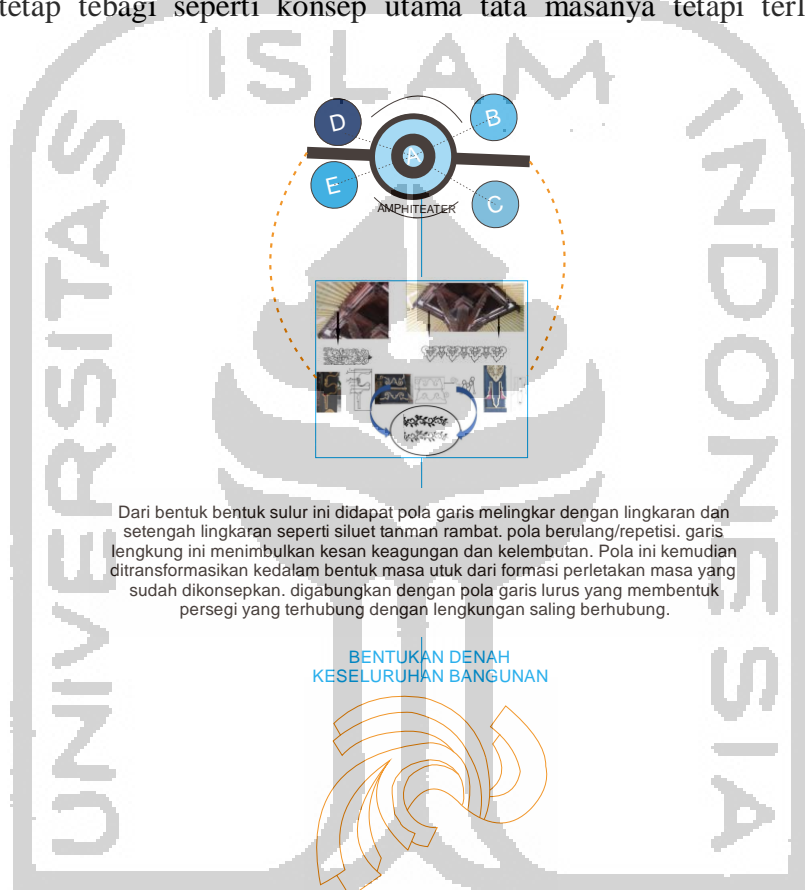 tetap tebagi seperti konsep utama tata masanya tetapi
ISLAM
UNIVERSITAS
INDONESIA
D
B
A
E
C
AMPHITEATER
Dari bentuk bentuk sulur ini didapat pola garis melingkar dengan lingkaran dan
setengah lingkaran seperti siluet tanman rambat. pola berulang/repetisi. garis
lengkung ini menimbulkan kesan keagungan dan kelembutan. Pola ini kemudian
ditransformasikan kedalam bentuk masa utuk dari formasi perletakan masa yang
sudah dikonsepkan. digabungkan dengan pola garis lurus yang membentuk
persegi yang terhubung dengan lengkungan saling berhubung.
BENTUKAN DENAH
KESELURUHAN BANGUNAN